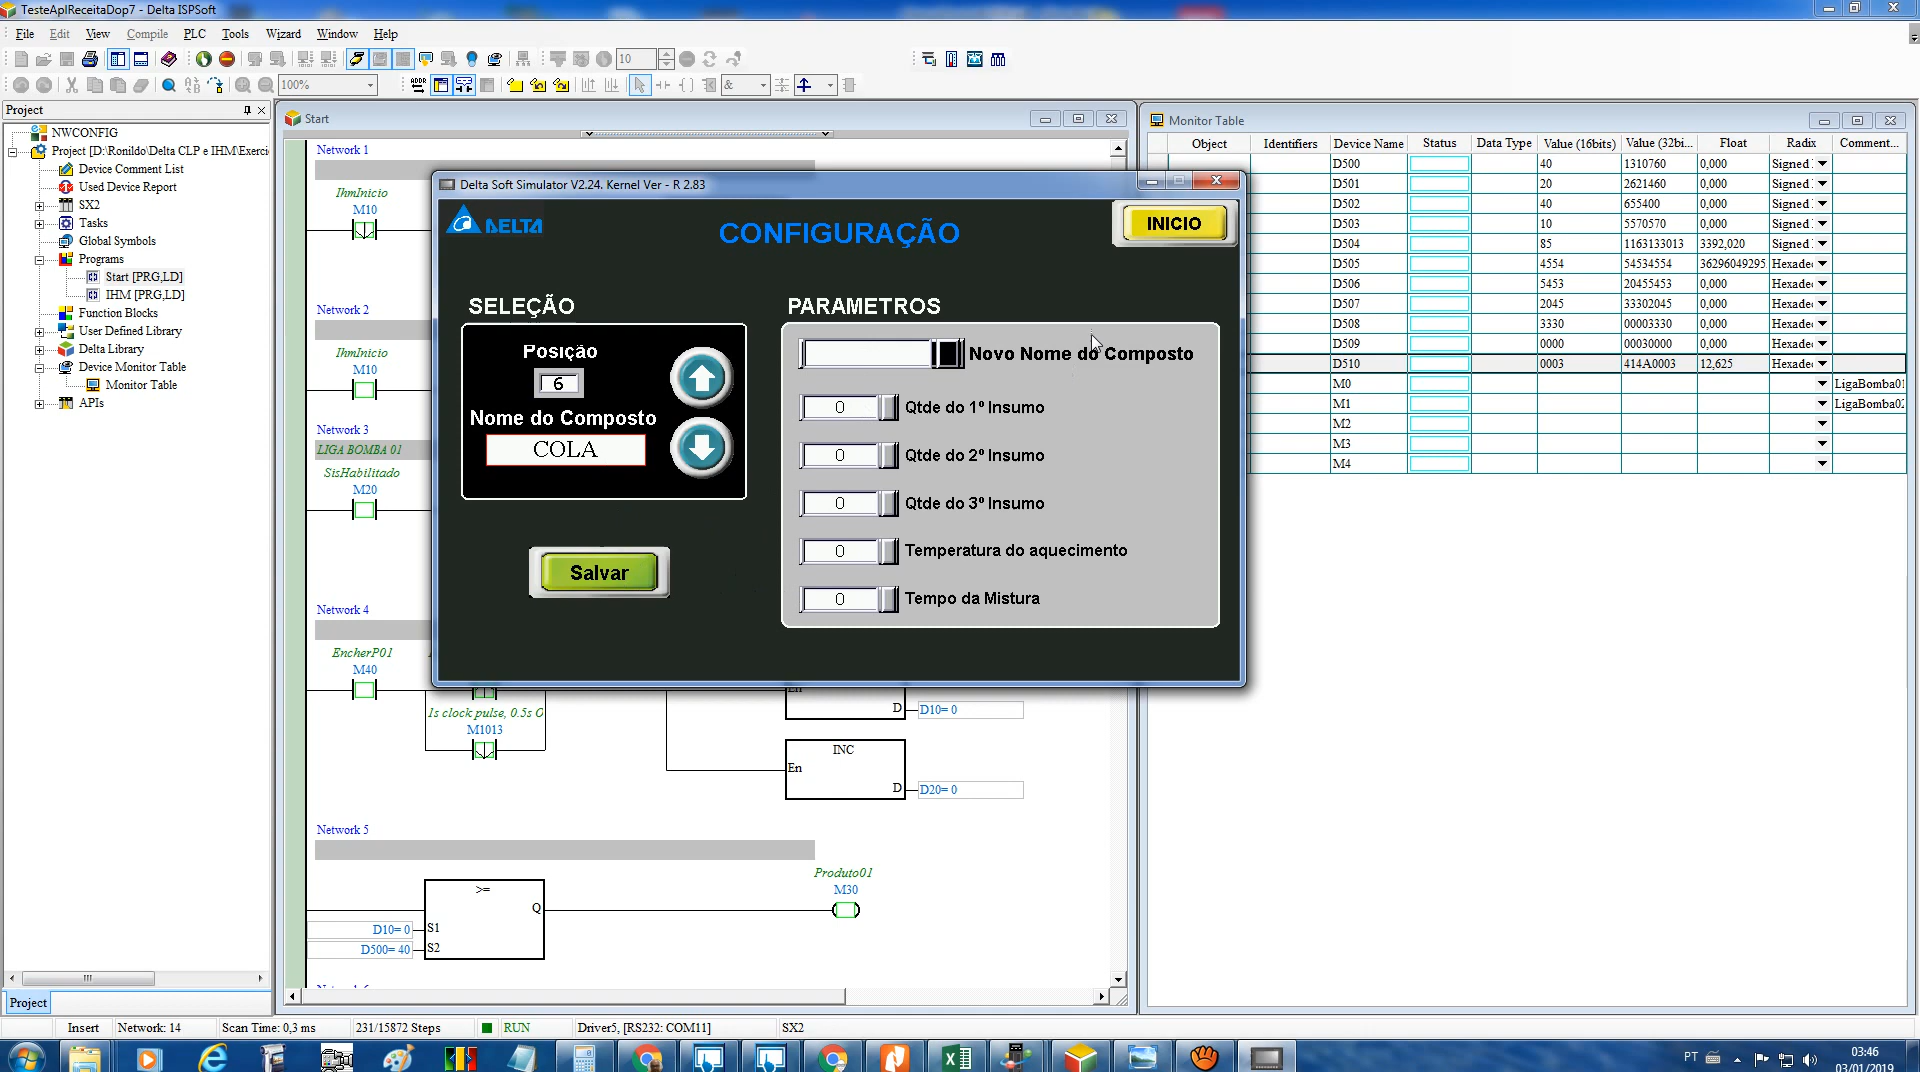 TesteAplReceitaDop7 - Delta ISPSoft
File Edit View Compile PLC Tools Wizard Window Help
10
100%
ADDR
&
Project
NWCONFIG
Project [D:\Ronildo\Delta CLP e IHM\Exercí
Device Comment List
Used Device Report
SX2
Tasks
Global Symbols
Programs
Start [PRG,LD]
IHM [PRG,LD]
Function Blocks
User Defined Library
Delta Library
Device Monitor Table
Monitor Table
APIs
Project
Start
Network 1
IhmInicio
M10
Network 2
IhmInicio
M10
Network 3
LIGA BOMBA 01
SisHabilitado
M20
Network 4
EncherP01
M40
1s clock pulse, 0.5s O
M1013
En
D
D10= 0
INC
En
D
D20= 0
Network 5
>=
Q
S1
S2
D10= 0
D500= 40
Produto01
M30
Delta Soft Simulator V2.24. Kernel Ver - R 2.83
DELTA
CONFIGURAÇÃO
INICIO
SELEÇÃO
Posição
6
Nome do Composto
COLA
Salvar
PARAMETROS
Novo Nome do Composto
0 Qtde do 1º Insumo
0 Qtde do 2º Insumo
0 Qtde do 3º Insumo
0 Temperatura do aquecimento
0 Tempo da Mistura
Monitor Table
Object Identifiers Device Name Status Data Type Value (16bits) Value (32bi... Float Radix Comment...
D500 40 1310760 0,000 Signed
D501 20 2621460 0,000 Signed
D502 40 655400 0,000 Signed
D503 10 5570570 0,000 Signed
D504 85 1163133013 3392,020 Signed
D505 4554 54534554 36296049295 Hexade
D506 5453 20455453 0,000 Hexade
D507 2045 33302045 0,000 Hexade
D508 3330 00003330 0,000 Hexade
D509 0000 00030000 0,000 Hexade
D510 0003 414A0003 12,625 Hexade
M0 LigaBomba01
M1 LigaBomba02
M2
M3
M4
Insert Network: 14 Scan Time: 0,3 ms 231/15872 Steps RUN Driver5, [RS232: COM11] SX2
PT
03:46
03/01/2019